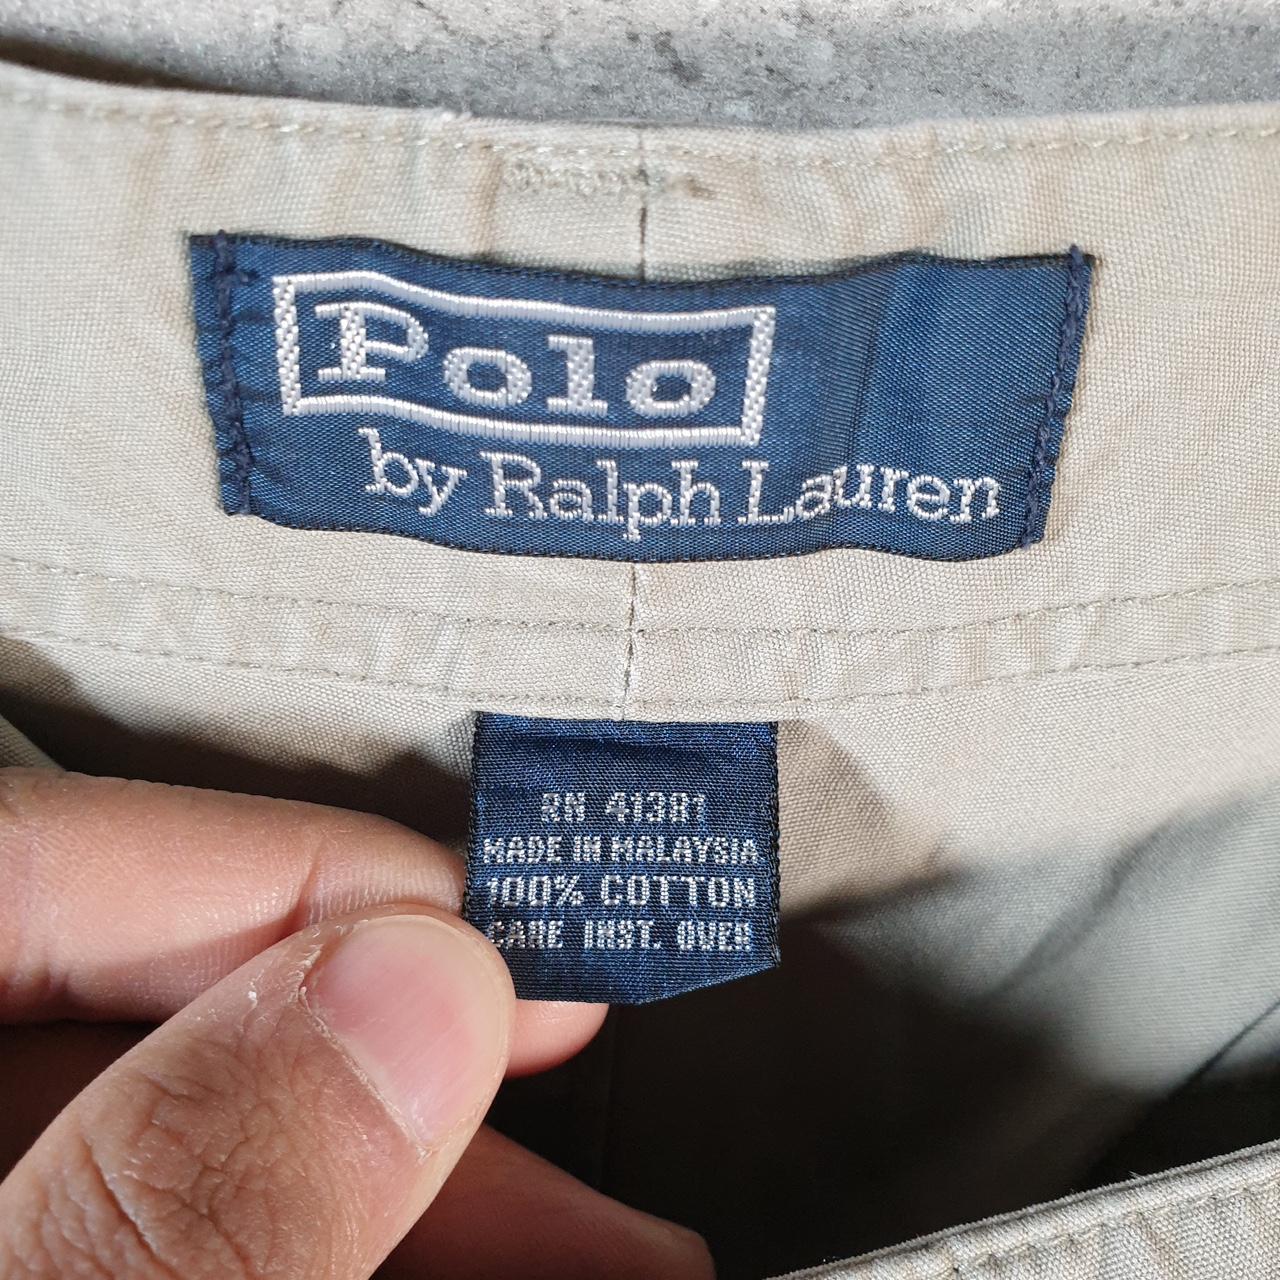 Polo
by Ralph Lauren
RN 41381
MADE IN MALAYSIA
100% COTTON
CARE INST. OVER